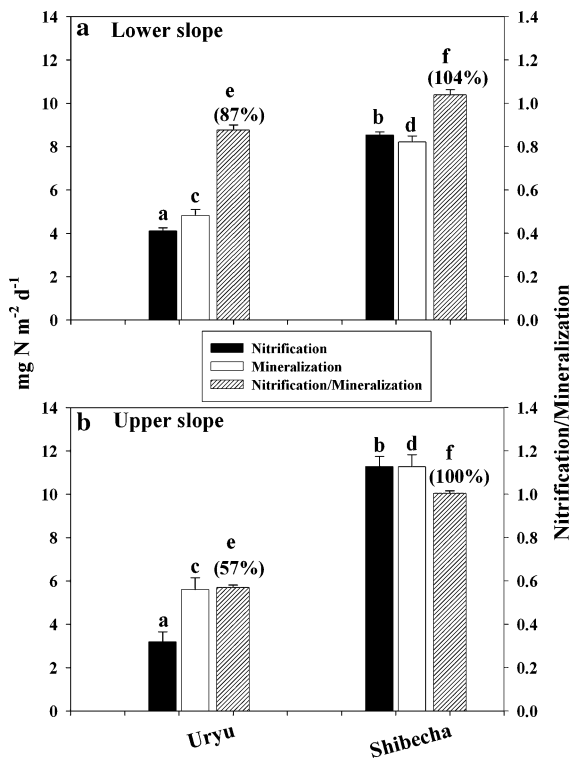 a Lower slope
14
12
10
8
6
4
2
0
1.4
1.2
1.0
0.8
0.6
0.4
0.2
0.0
a
c
e
(87%)
b
d
f
(104%)
Nitrification
Mineralization
Nitrification/Mineralization
b Upper slope
14
12
10
8
6
4
2
0
1.4
1.2
1.0
0.8
0.6
0.4
0.2
0.0
a
c
e
(57%)
b
d
f
(100%)
Uryu
Shibecha
mg N m⁻² d⁻¹
Nitrification/Mineralization